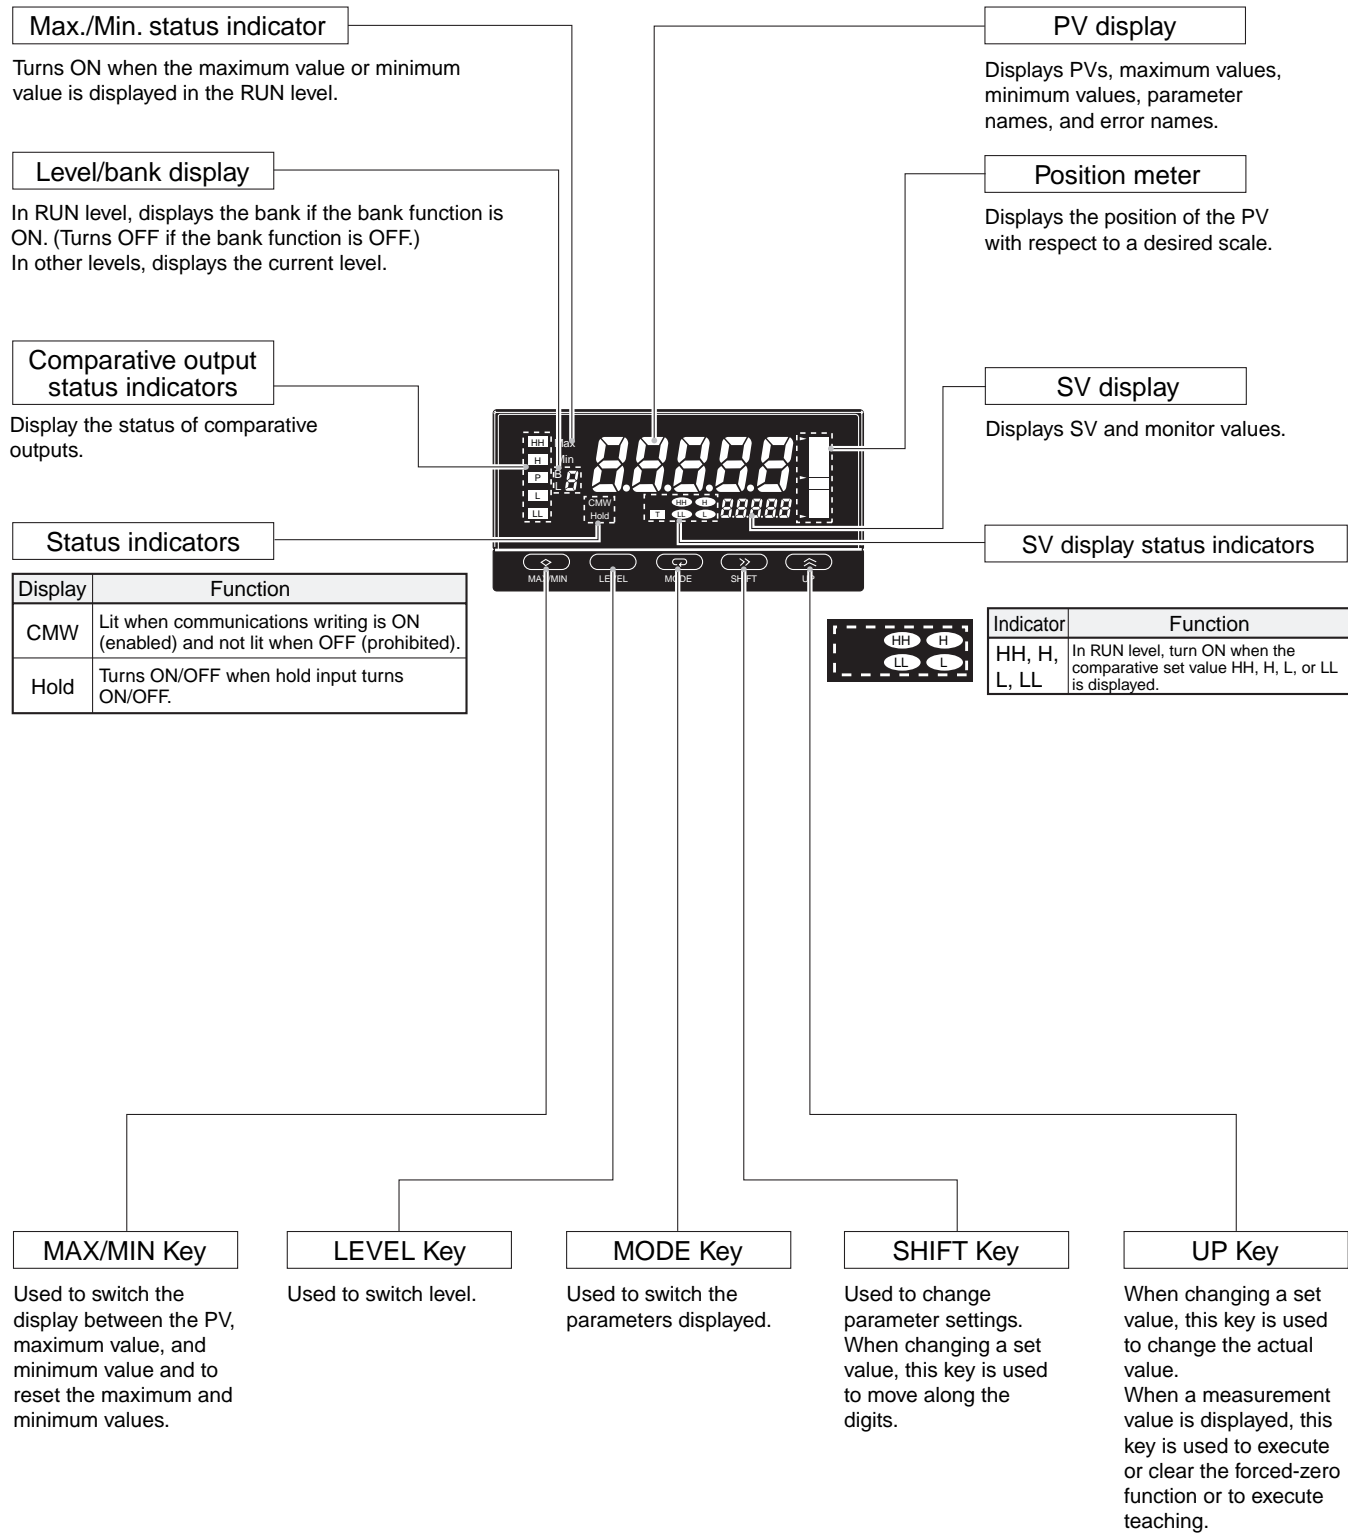 Max./Min. status indicator
Turns ON when the maximum value or minimum
value is displayed in the RUN level.
Level/bank display
In RUN level, displays the bank if the bank function is
ON. (Turns OFF if the bank function is OFF.)
In other levels, displays the current level.
Comparative output
status indicators
Display the status of comparative
outputs.
Status indicators
Display Function
CMW Lit when communications writing is ON
(enabled) and not lit when OFF (prohibited).
Hold Turns ON/OFF when hold input turns
ON/OFF.
PV display
Displays PVs, maximum values,
minimum values, parameter
names, and error names.
Position meter
Displays the position of the PV
with respect to a desired scale.
SV display
Displays SV and monitor values.
SV display status indicators
Indicator Function
HH, H,
L, LL
In RUN level, turn ON when the
comparative set value HH, H, L, or LL
is displayed.
HH Max
H Min
P B
L L 8
LL
8.8.8.8.8
CMW
Hold
T HH H
LL L
8.8.8.8.8
MAX/MIN LEVEL MODE SHIFT UP
HH H
LL L
MAX/MIN Key
Used to switch the
display between the PV,
maximum value, and
minimum value and to
reset the maximum and
minimum values.
LEVEL Key
Used to switch level.
MODE Key
Used to switch the
parameters displayed.
SHIFT Key
Used to change
parameter settings.
When changing a set
value, this key is used
to move along the
digits.
UP Key
When changing a set
value, this key is used
to change the actual
value.
When a measurement
value is displayed, this
key is used to execute
or clear the forced-zero
function or to execute
teaching.